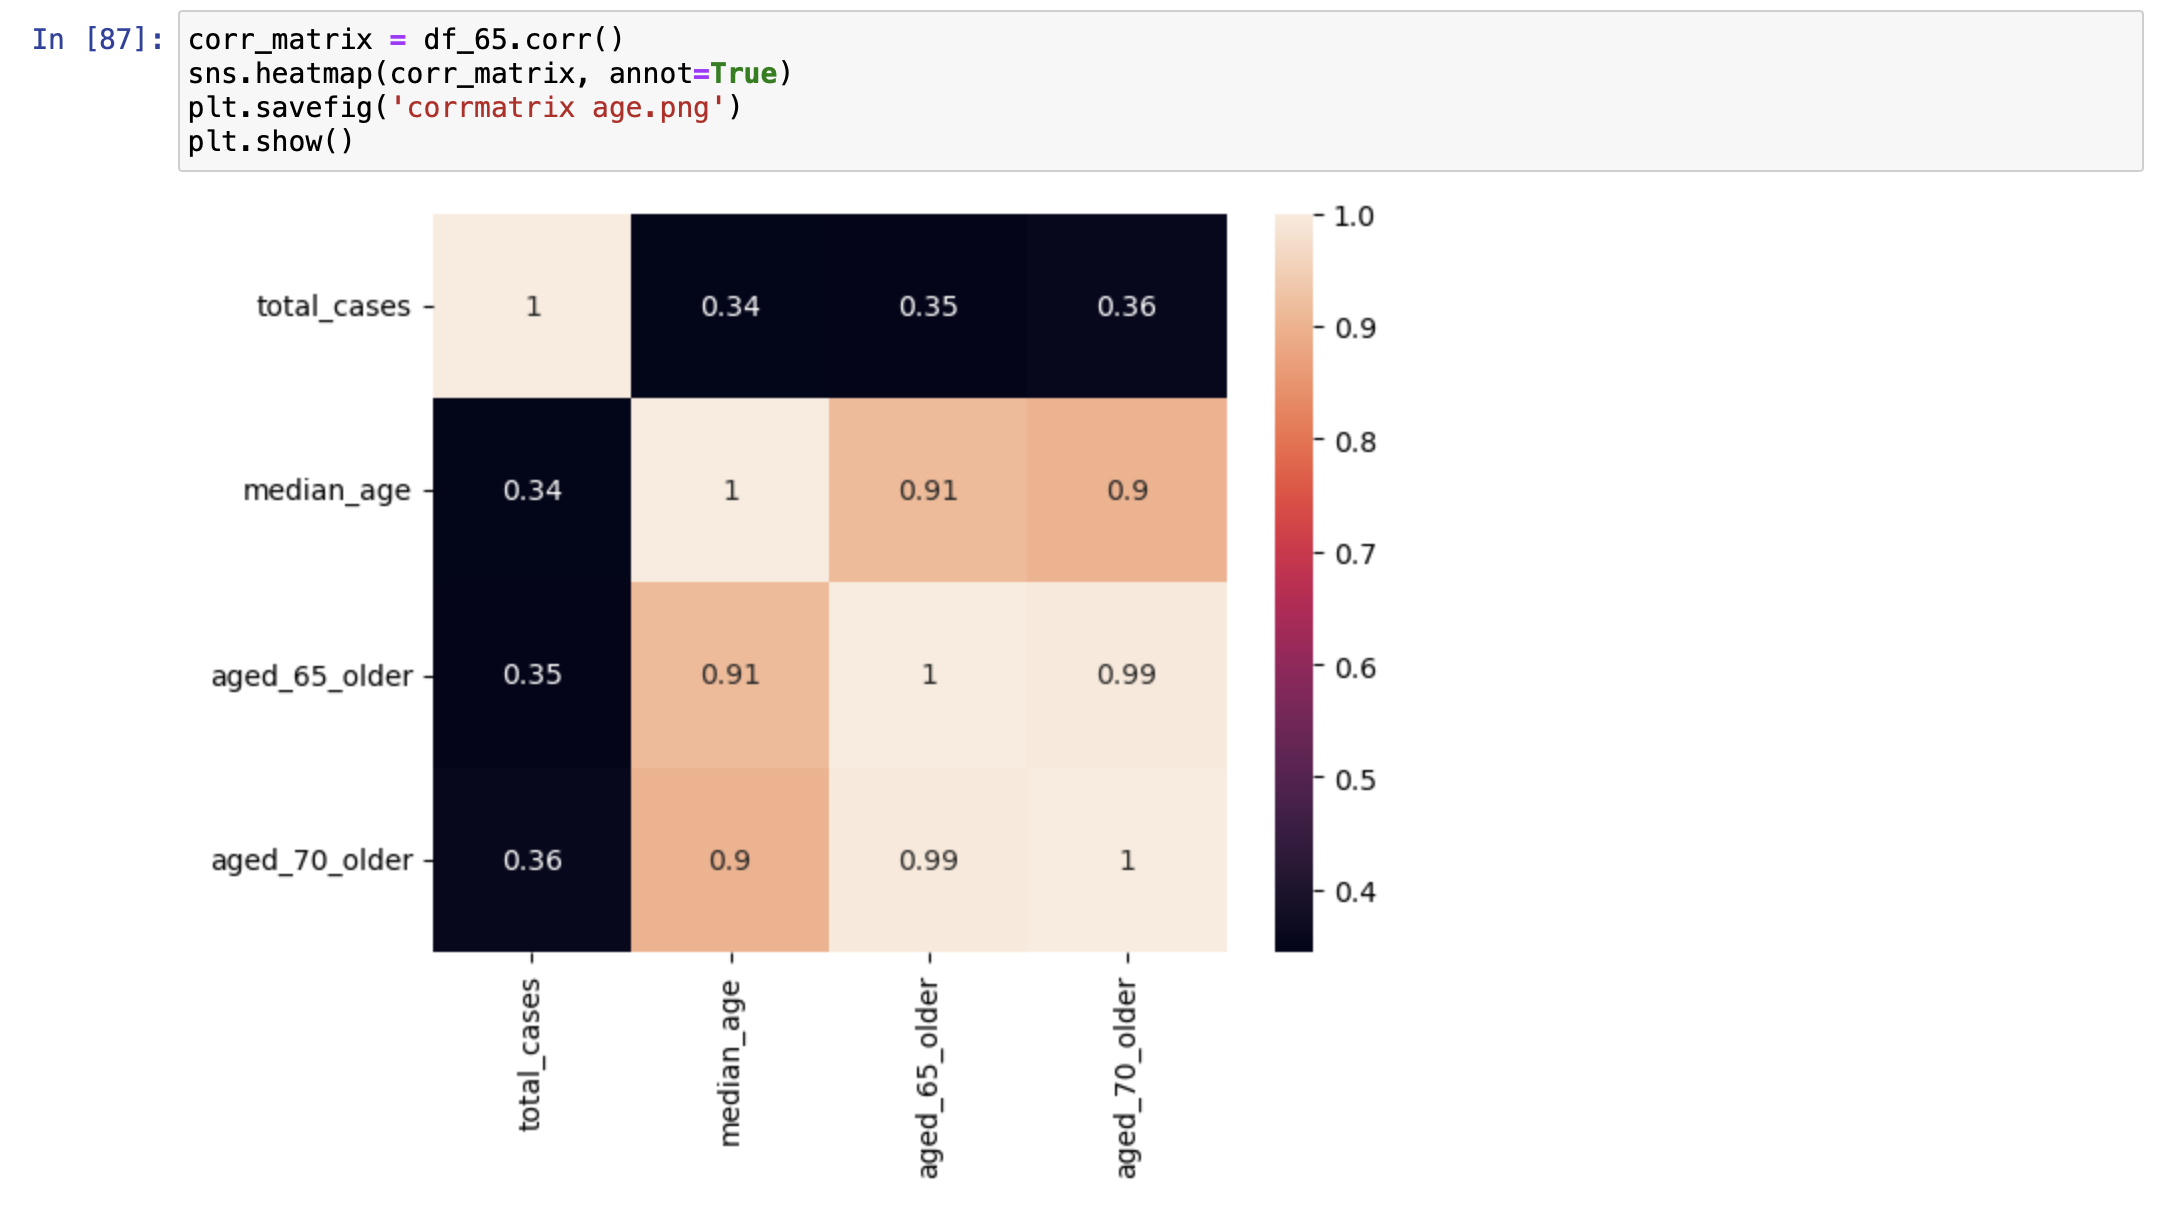 In [87]: corr_matrix = df_65.corr()
sns.heatmap(corr_matrix, annot=True)
plt.savefig('corrmatrix age.png')
plt.show()
1.0
total_cases 1 0.34 0.35 0.36
0.9
0.8
median_age 0.34 1 0.91 0.9
0.7
0.6
aged_65_older 0.35 0.91 1 0.99
0.5
aged_70_older 0.36 0.9 0.99 1
0.4
total_cases
median_age
aged_65_older
aged_70_older